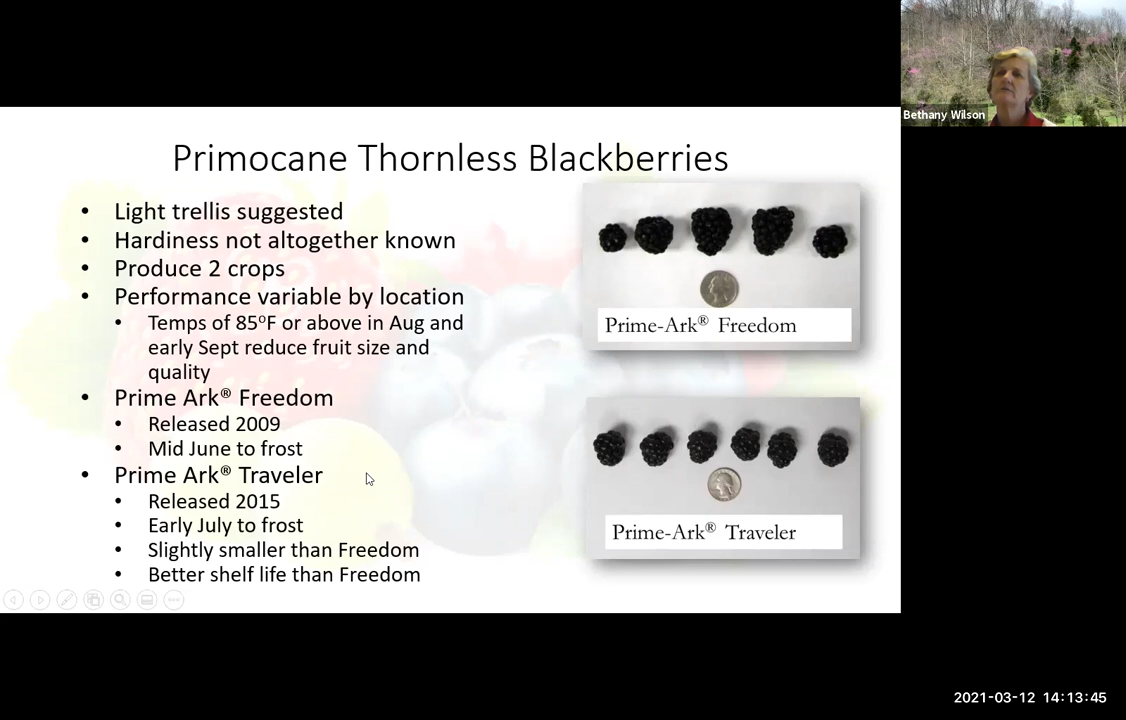 Bethany Wilson
Primocane Thornless Blackberries
• Light trellis suggested
• Hardiness not altogether known
• Produce 2 crops
• Performance variable by location
• Temps of 85°F or above in Aug and
early Sept reduce fruit size and
quality
• Prime Ark® Freedom
• Released 2009
• Mid June to frost
• Prime Ark® Traveler
• Released 2015
• Early July to frost
• Slightly smaller than Freedom
• Better shelf life than Freedom
Prime-Ark® Freedom
Prime-Ark® Traveler
2021-03-12 14:13:45